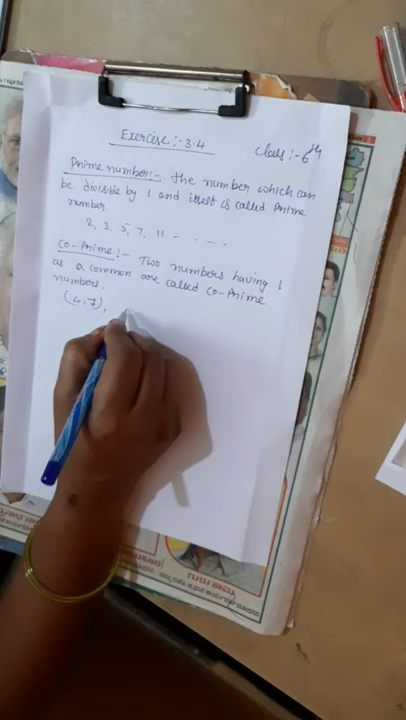 Exercise:- 3.4
Class:- 6th
Prime number:- The number which can
be divisible by 1 and itself is called Prime
number.
2, 3, 5, 7, 11 - - - .
Co-Prime:- Two numbers having 1
as a common are called Co-Prime
numbers.
(4,7),